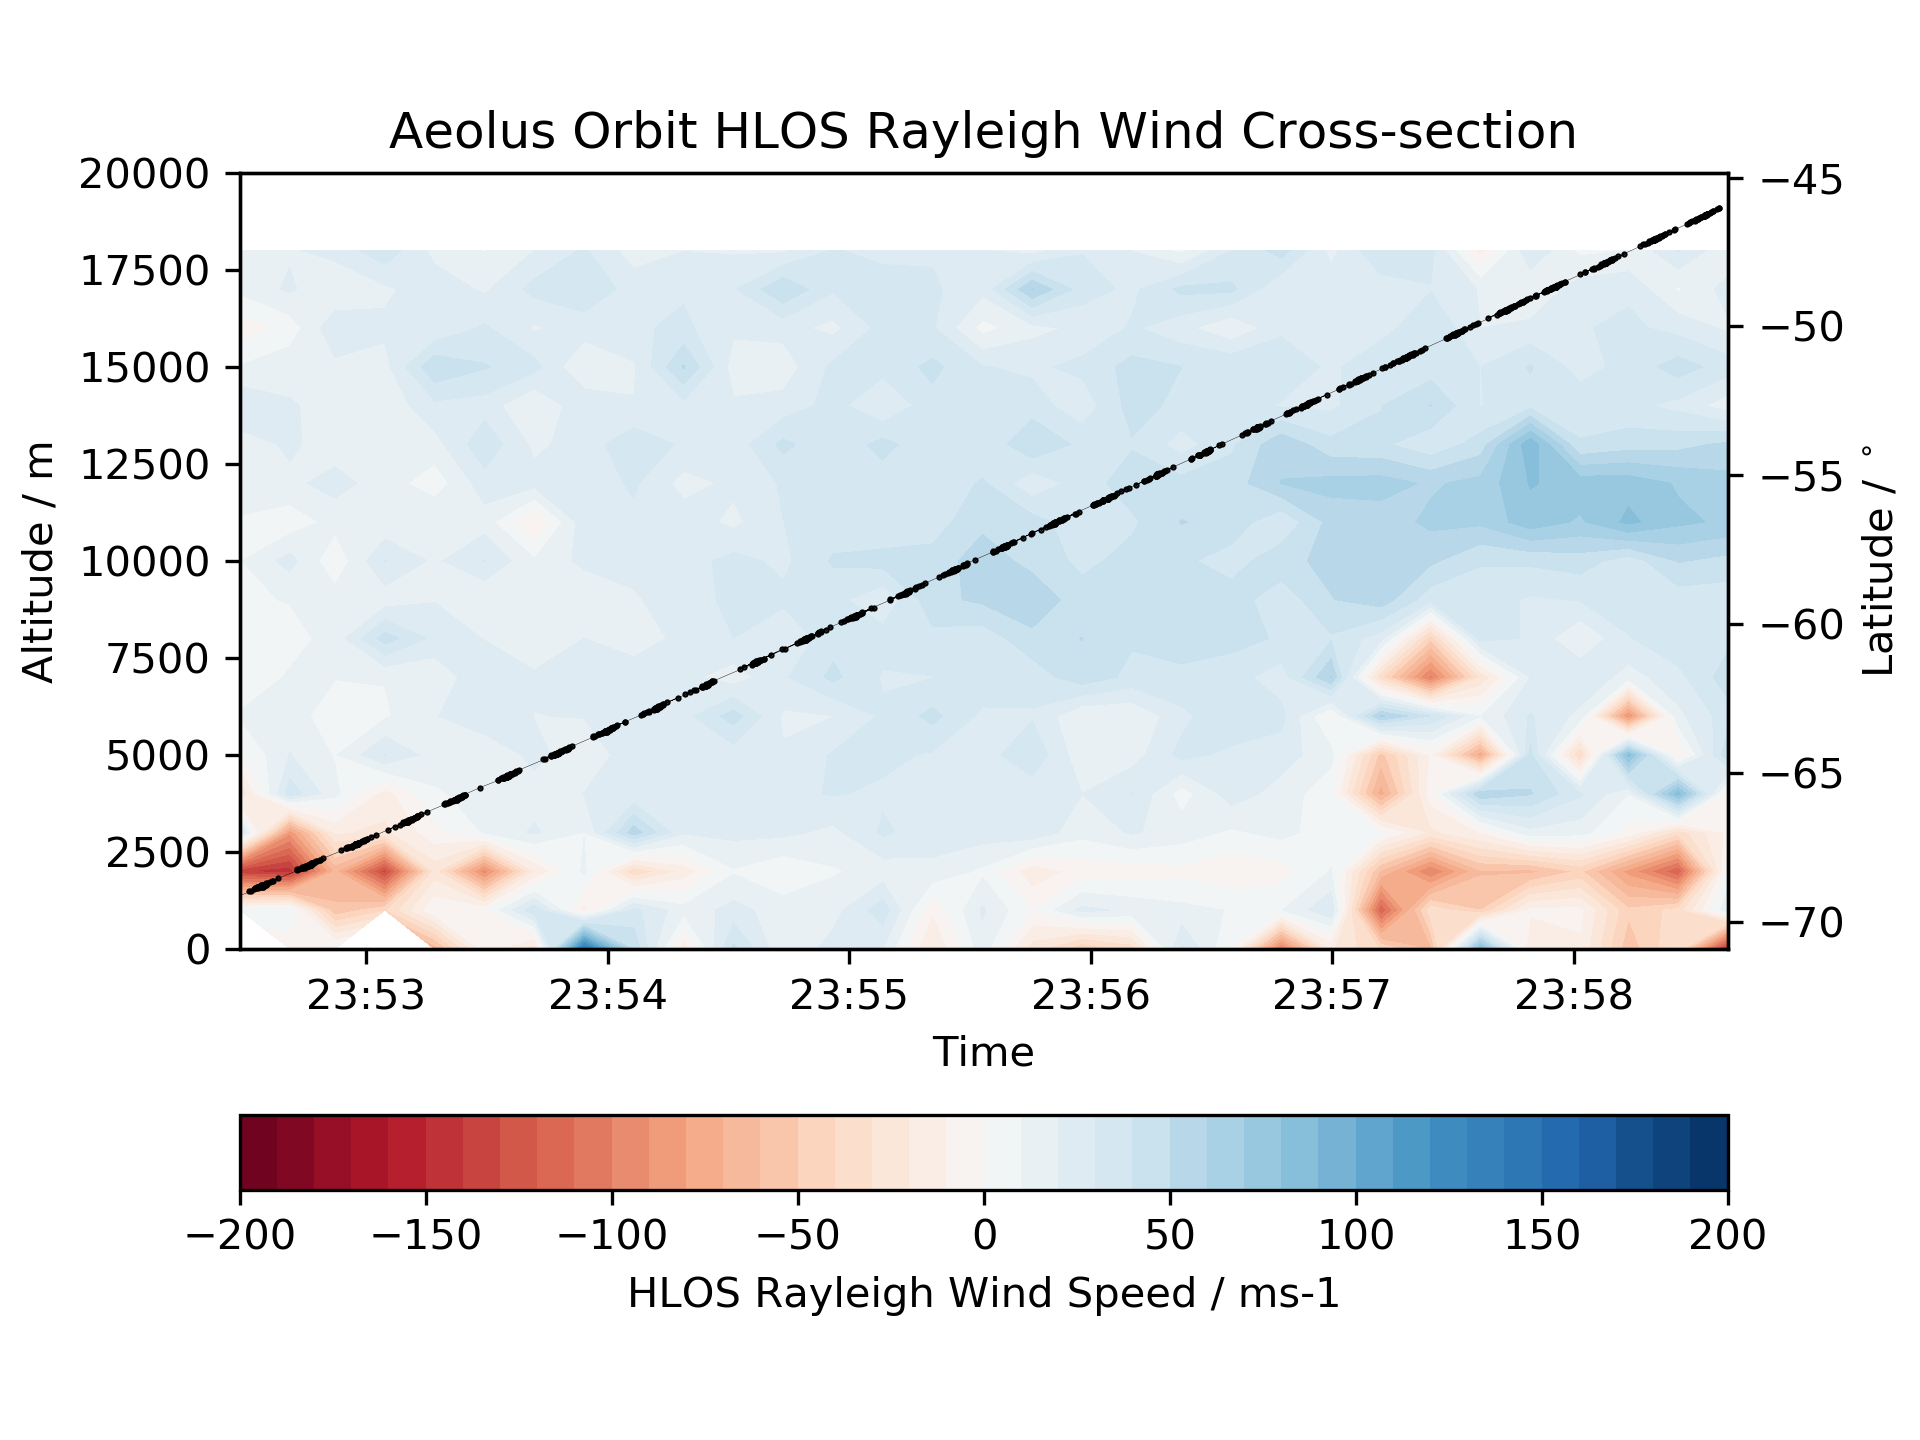 Aeolus Orbit HLOS Rayleigh Wind Cross-section
20000
17500
15000
12500
10000
7500
5000
2500
0
Altitude / m
−45
−50
−55
−60
−65
−70
Latitude / °
23:53 23:54 23:55 23:56 23:57 23:58
Time
−200 −150 −100 −50 0 50 100 150 200
HLOS Rayleigh Wind Speed / ms-1